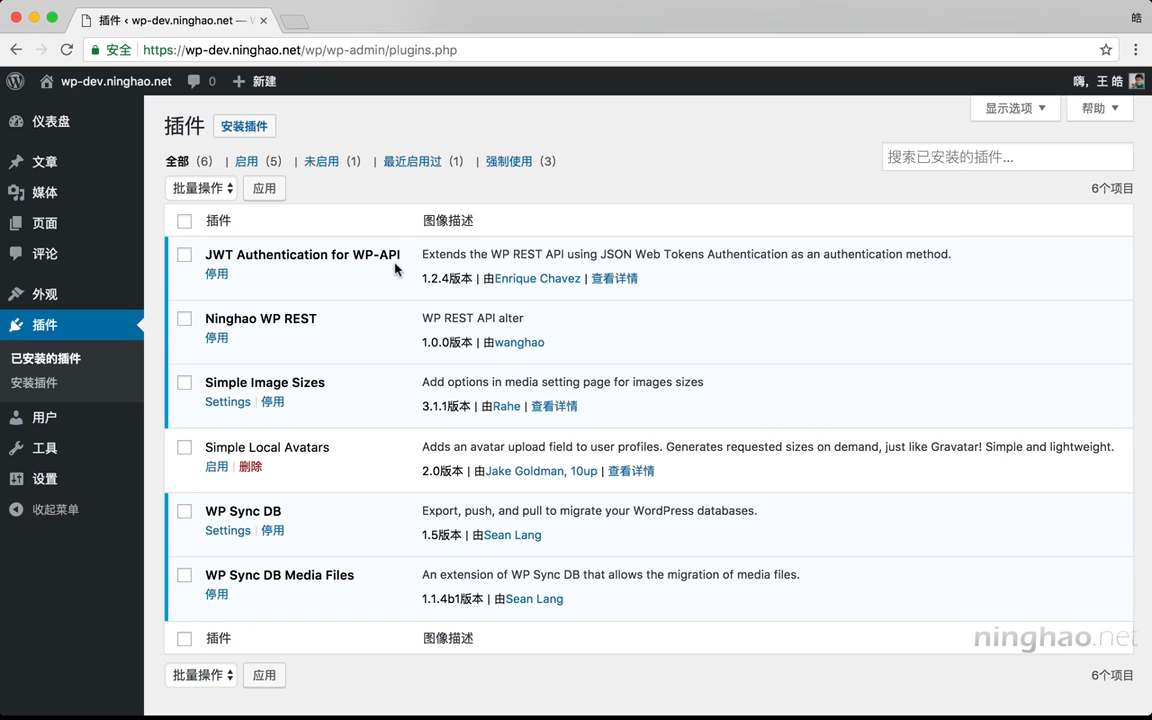 插件 ‹ wp-dev.ninghao.net —
皓
安全 https://wp-dev.ninghao.net/wp/wp-admin/plugins.php
wp-dev.ninghao.net 0 新建 嗨，王 皓
显示选项 帮助
仪表盘
文章
媒体
页面
评论
外观
插件
已安装的插件
安装插件
用户
工具
设置
收起菜单
插件 安装插件
全部 (6) | 启用 (5) | 未启用 (1) | 最近启用过 (1) | 强制使用 (3)
搜索已安装的插件...
批量操作 应用 6个项目
插件 图像描述
JWT Authentication for WP-API Extends the WP REST API using JSON Web Tokens Authentication as an authentication method.
停用 1.2.4版本 | 由Enrique Chavez | 查看详情
Ninghao WP REST WP REST API alter
停用 1.0.0版本 | 由wanghao
Simple Image Sizes Add options in media setting page for images sizes
Settings | 停用 3.1.1版本 | 由Rahe | 查看详情
Simple Local Avatars Adds an avatar upload field to user profiles. Generates requested sizes on demand, just like Gravatar! Simple and lightweight.
启用 | 删除 2.0版本 | 由Jake Goldman, 10up | 查看详情
WP Sync DB Export, push, and pull to migrate your WordPress databases.
Settings | 停用 1.5版本 | 由Sean Lang
WP Sync DB Media Files An extension of WP Sync DB that allows the migration of media files.
停用 1.1.4b1版本 | 由Sean Lang
插件 图像描述
ninghao.net
批量操作 应用 6个项目